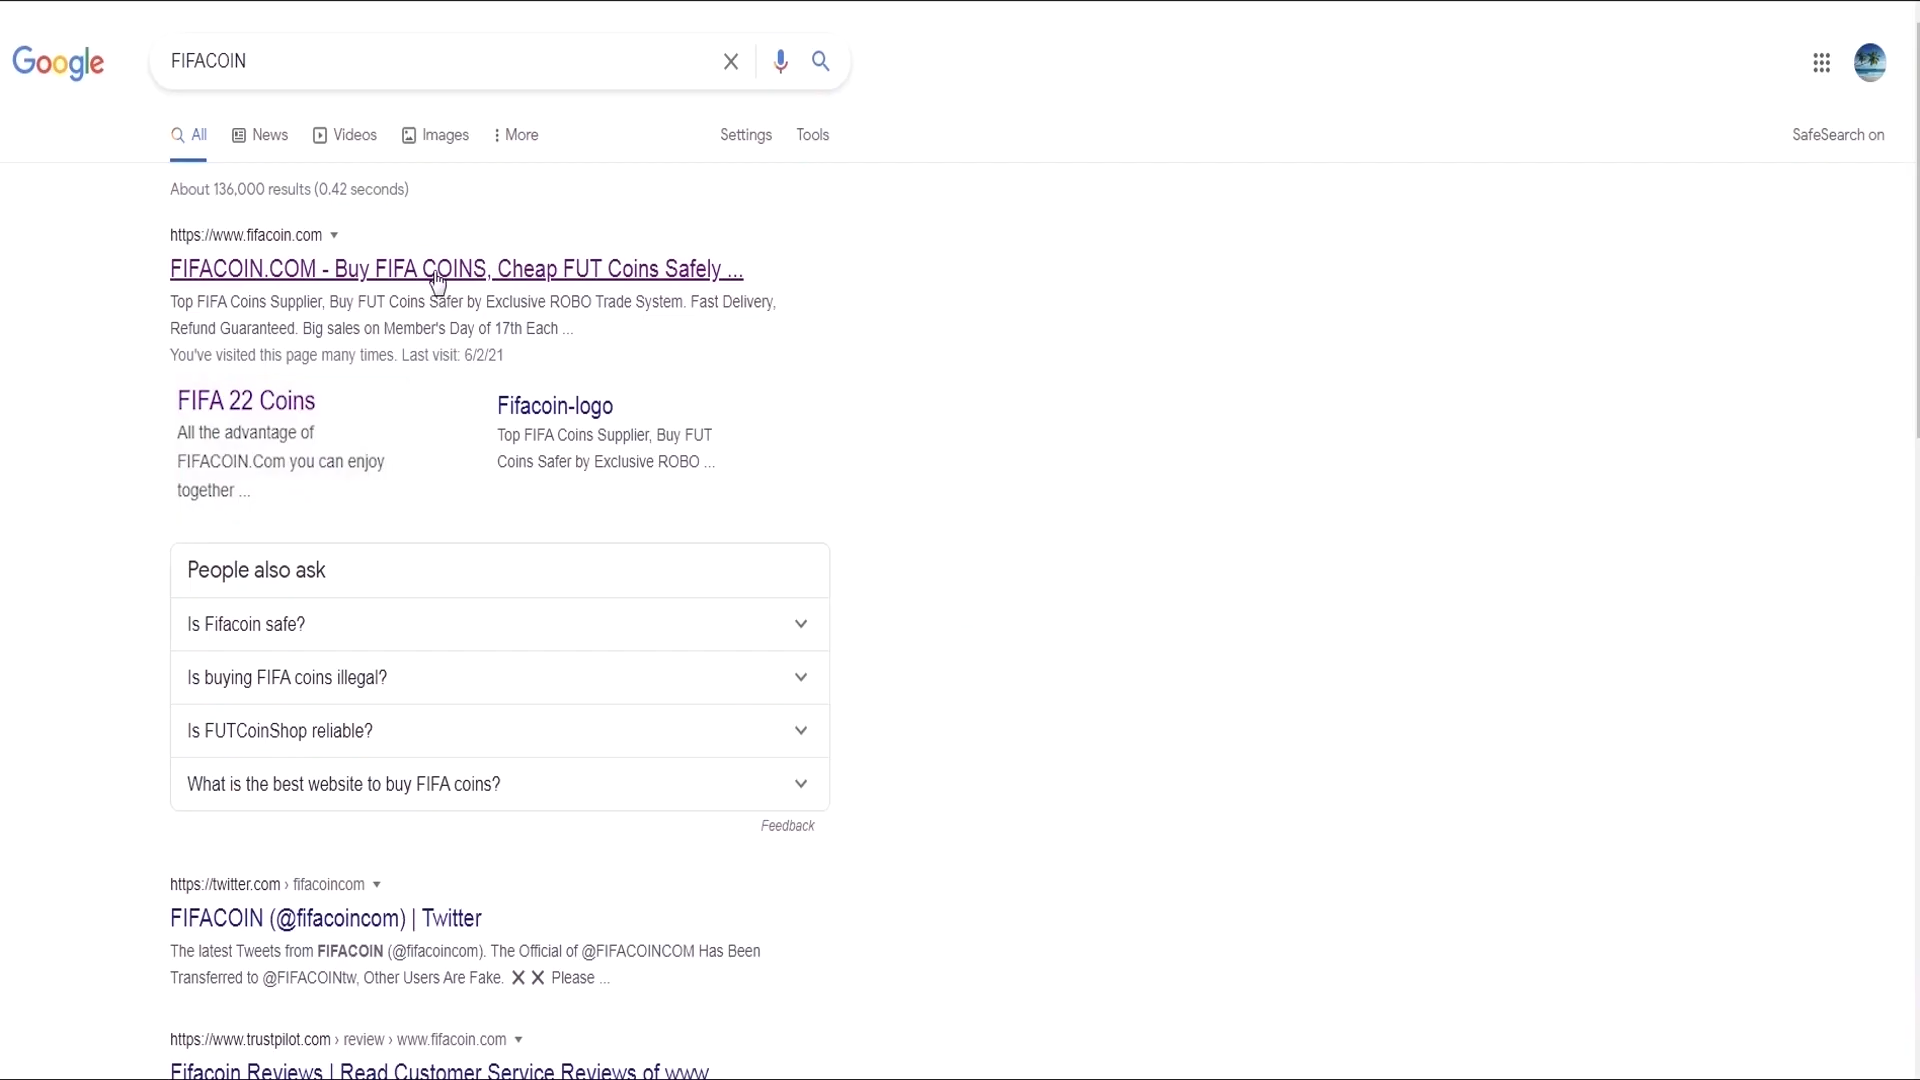 Google
FIFACOIN
All News Videos Images More Settings Tools SafeSearch on
About 136,000 results (0.42 seconds)
https://www.fifacoin.com
FIFACOIN.COM - Buy FIFA COINS, Cheap FUT Coins Safely ...
Top FIFA Coins Supplier, Buy FUT Coins Safer by Exclusive ROBO Trade System. Fast Delivery,
Refund Guaranteed. Big sales on Member's Day of 17th Each ...
You've visited this page many times. Last visit: 6/2/21
FIFA 22 Coins
All the advantage of
FIFACOIN.Com you can enjoy
together ...
Fifacoin-logo
Top FIFA Coins Supplier, Buy FUT
Coins Safer by Exclusive ROBO ...
People also ask
Is Fifacoin safe?
Is buying FIFA coins illegal?
Is FUTCoinShop reliable?
What is the best website to buy FIFA coins?
Feedback
https://twitter.com › fifacoincom
FIFACOIN (@fifacoincom) | Twitter
The latest Tweets from FIFACOIN (@fifacoincom). The Official of @FIFACOINCOM Has Been
Transferred to @FIFACOINtw, Other Users Are Fake. ❌❌ Please ...
https://www.trustpilot.com › review › www.fifacoin.com
Fifacoin Reviews | Read Customer Service Reviews of www